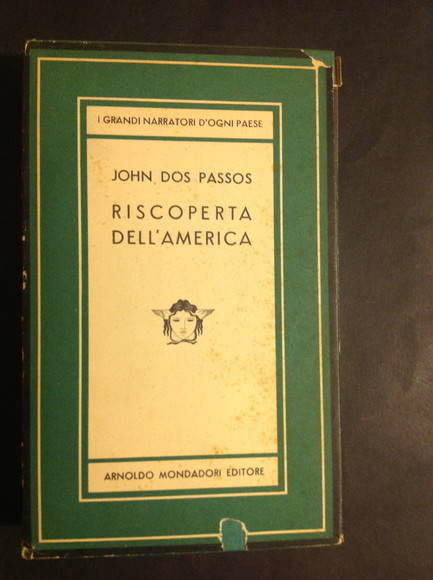 I GRANDI NARRATORI D'OGNI PAESE
JOHN DOS PASSOS
RISCOPERTA
DELL'AMERICA
ARNOLDO MONDADORI EDITORE